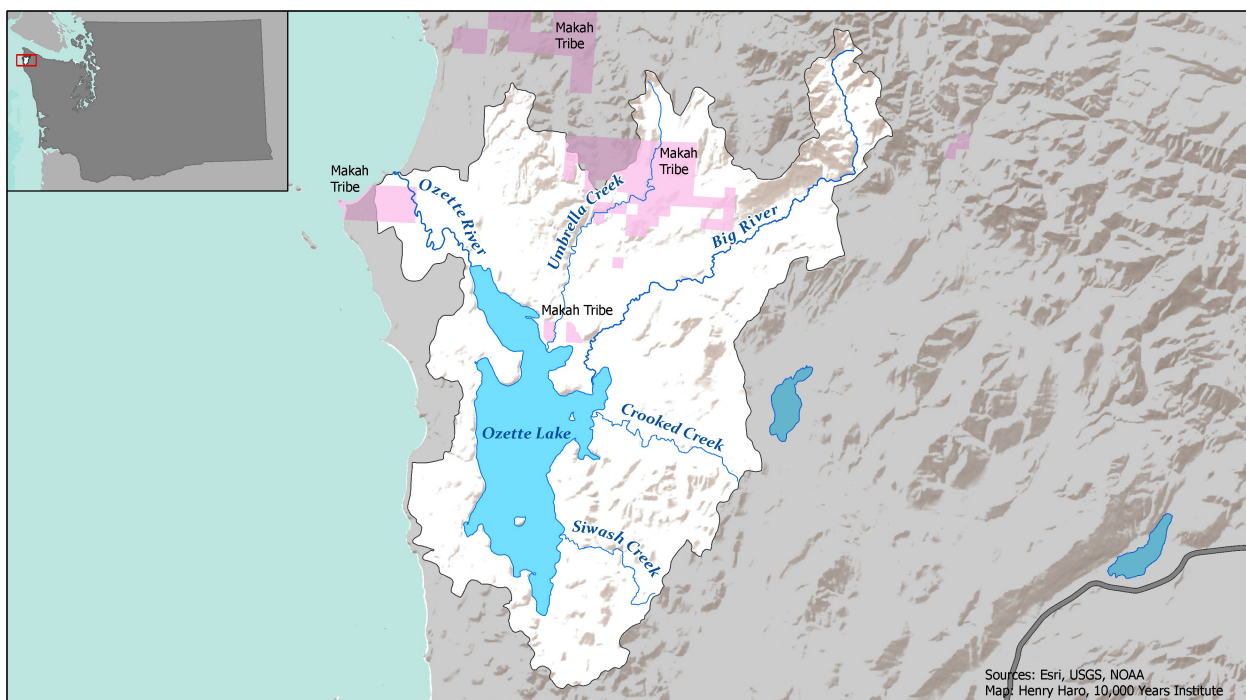 Makah
Tribe
Makah
Tribe
Makah
Tribe
Ozette River
Umbrella Creek
Big River
Makah Tribe
Ozette Lake
Crooked Creek
Siwash Creek
Sources: Esri, USGS, NOAA
Map: Henry Haro, 10,000 Years Institute